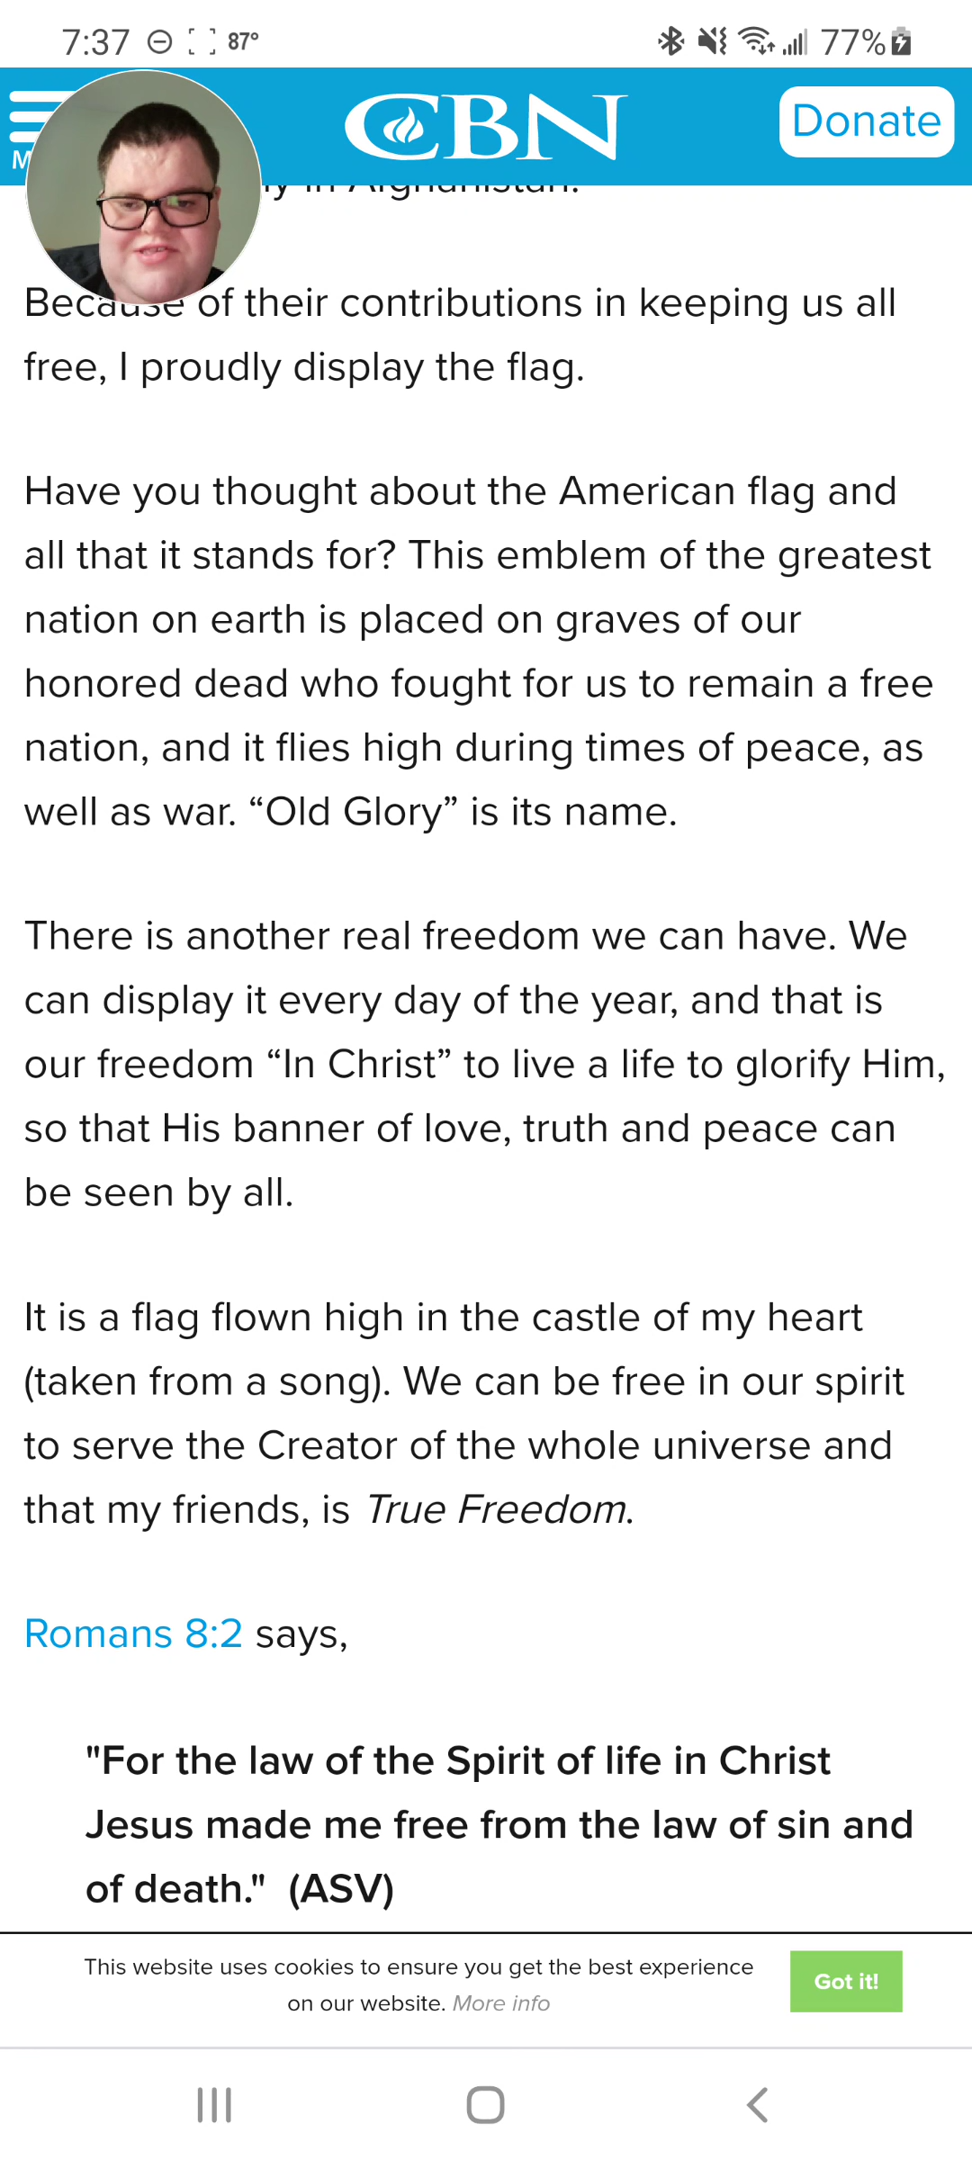 7:37 87° 77%
CBN
Donate
Because of their contributions in keeping us all
free, I proudly display the flag.
Have you thought about the American flag and
all that it stands for? This emblem of the greatest
nation on earth is placed on graves of our
honored dead who fought for us to remain a free
nation, and it flies high during times of peace, as
well as war. “Old Glory” is its name.
There is another real freedom we can have. We
can display it every day of the year, and that is
our freedom “In Christ” to live a life to glorify Him,
so that His banner of love, truth and peace can
be seen by all.
It is a flag flown high in the castle of my heart
(taken from a song). We can be free in our spirit
to serve the Creator of the whole universe and
that my friends, is True Freedom.
Romans 8:2 says,
"For the law of the Spirit of life in Christ
Jesus made me free from the law of sin and
of death."  (ASV)
This website uses cookies to ensure you get the best experience
on our website. More info
Got it!